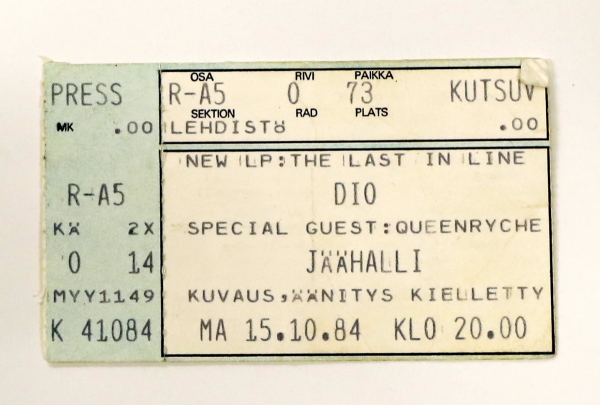 OSA RIVI PAIKKA
PRESS R-A5 0 73 KUTSUV
SEKTION RAD PLATS
MK .00 LEHDISTÖ .00
NEW LP:THE LAST IN LINE
R-A5 DIO
KÄ 2X SPECIAL GUEST:QUEENRYCHE
0 14 JÄÄHALLI
MYY1149 KUVAUS,ÄÄNITYS KIELLETTY
K 41084 MA 15.10.84 KLO 20.00